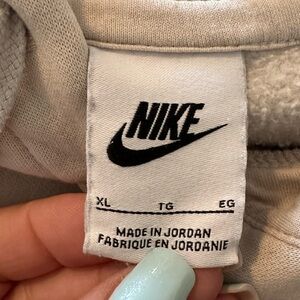 NIKE
XL TG EG
MADE IN JORDAN
FABRIQUE EN JORDANIE